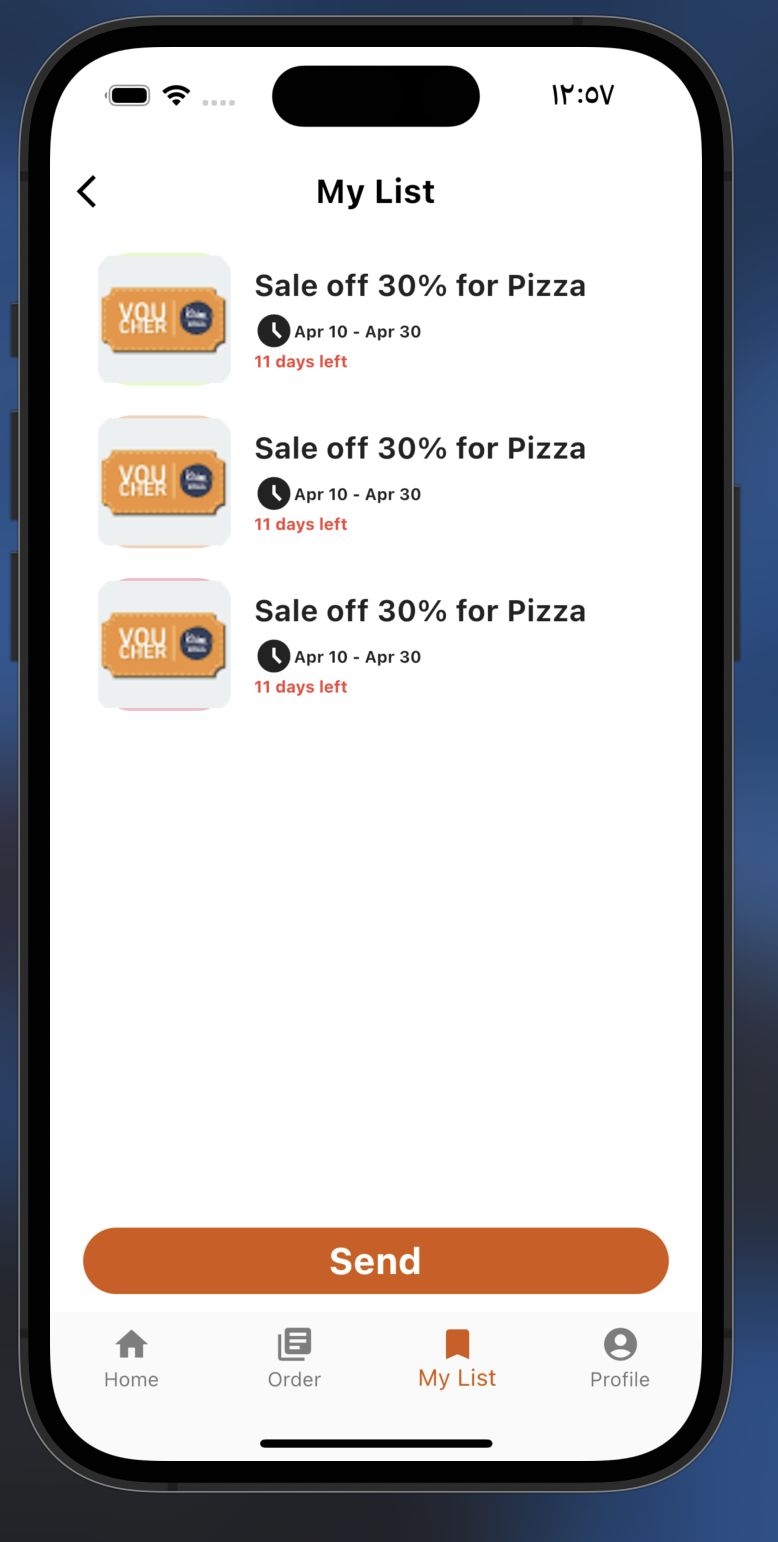 ۱۲:۵۷
My List
VOU
CHER
Sale off 30% for Pizza
Apr 10 - Apr 30
11 days left
VOU
CHER
Sale off 30% for Pizza
Apr 10 - Apr 30
11 days left
VOU
CHER
Sale off 30% for Pizza
Apr 10 - Apr 30
11 days left
Send
Home
Order
My List
Profile